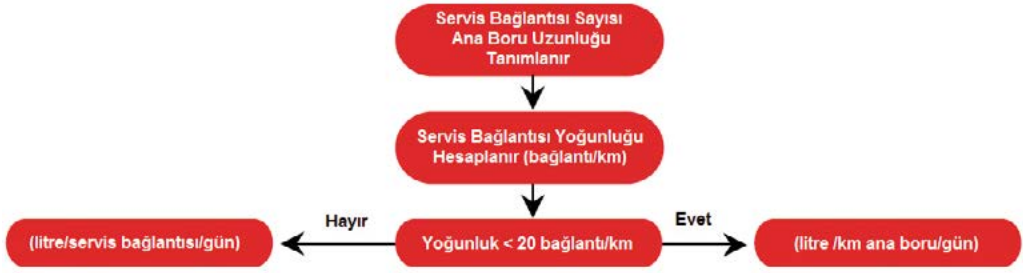 Servis Bağlantısı Sayısı
Ana Boru Uzunluğu
Tanımlanır
Servis Bağlantısı Yoğunluğu
Hesaplanır (bağlantı/km)
Hayır
Evet
(litre/servis bağlantısı/gün)
Yoğunluk < 20 bağlantı/km
(litre /km ana boru/gün)